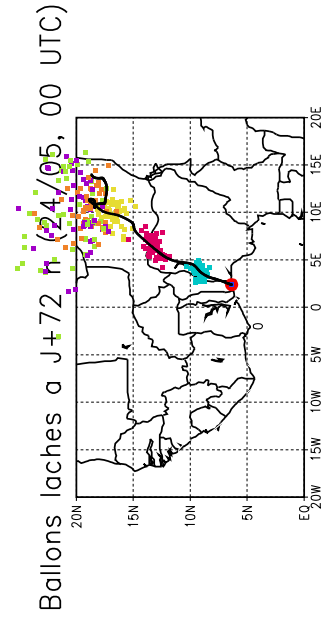 Ballons laches a J+72 h (24/05, 00 UTC)
20N
15N
10N
5N
EQ
20W
15W
10W
5W
0
5E
10E
15E
20E
0